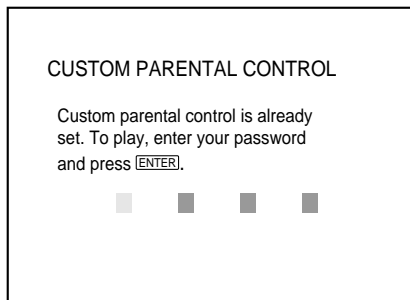 CUSTOM PARENTAL CONTROL
Custom parental control is already
set. To play, enter your password
and press ENTER.